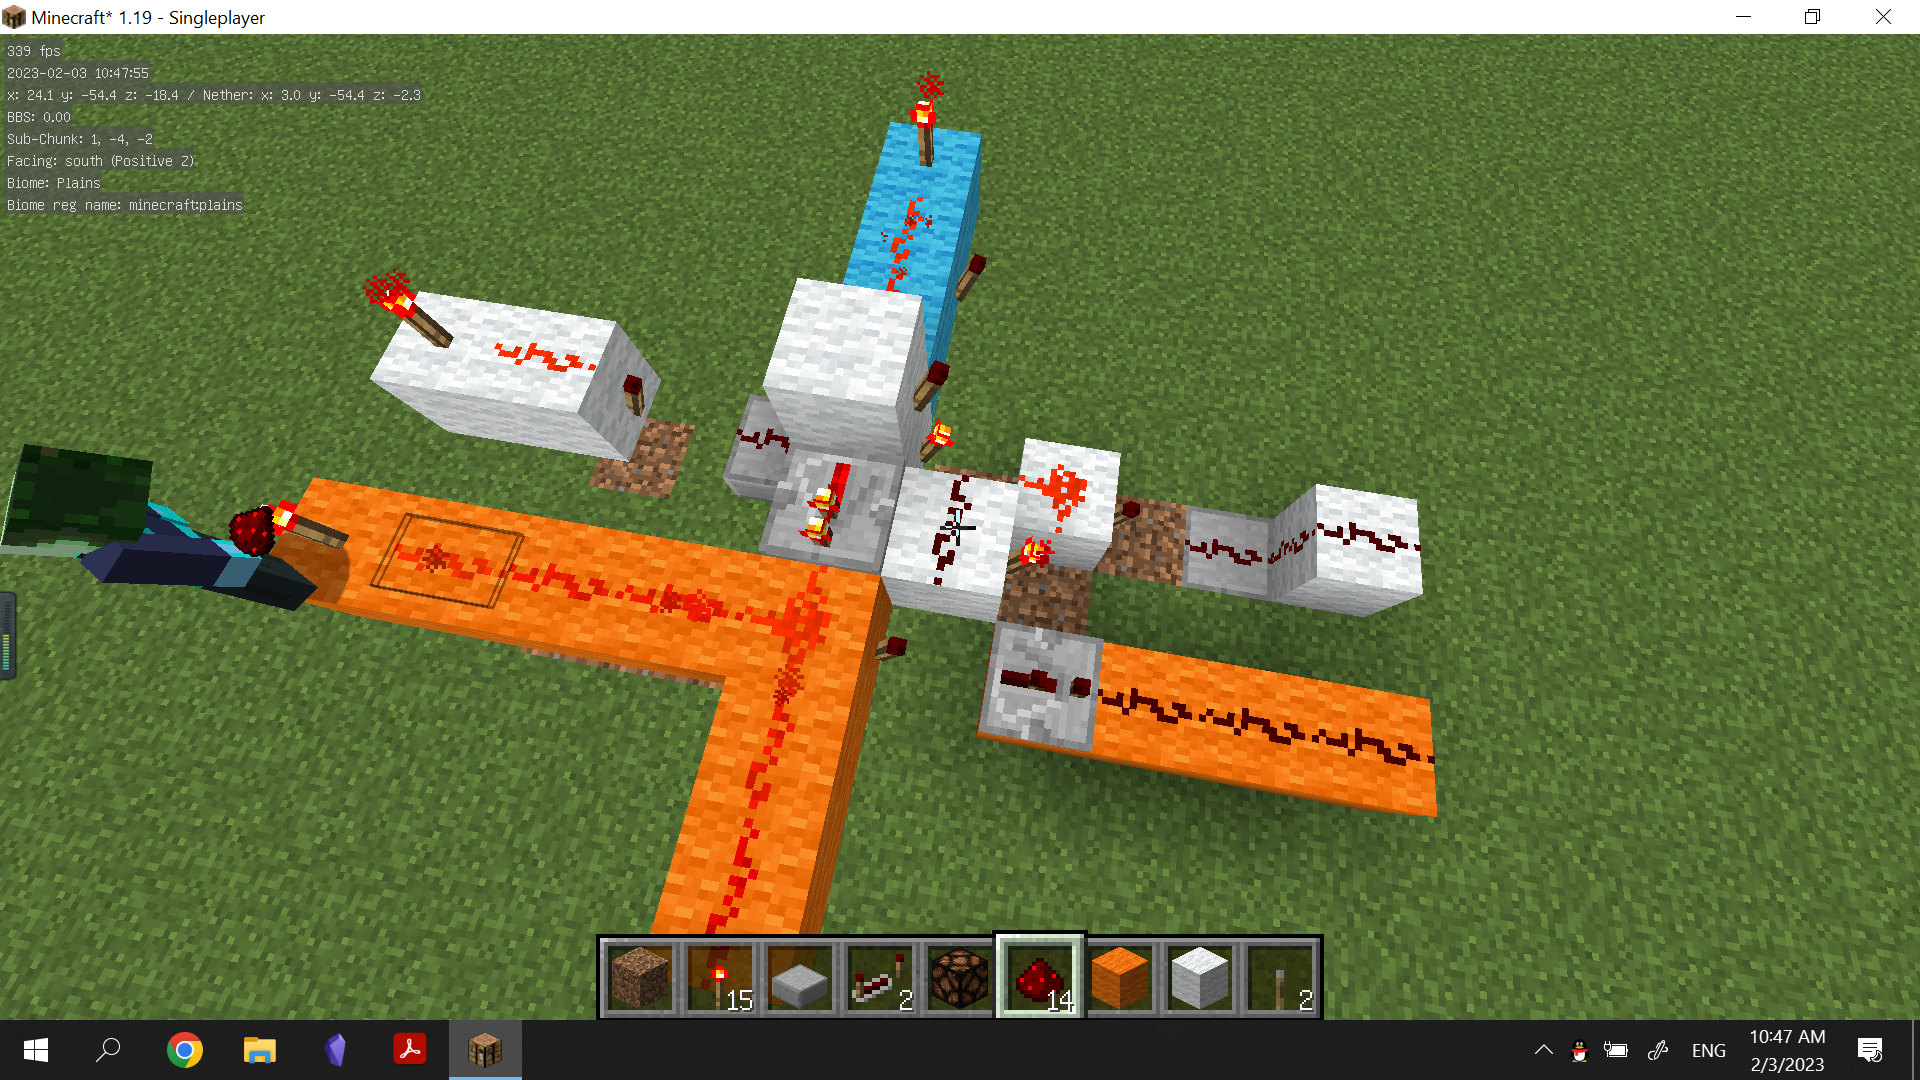 Minecraft* 1.19 - Singleplayer
339 fps
2023-02-03 10:47:55
x: 24.1 y: -54.4 z: -18.4 / Nether: x: 3.0 y: -54.4 z: -2.3
BBS: 0.00
Sub-Chunk: 1, -4, -2
Facing: south (Positive Z)
Biome: Plains
Biome reg name: minecraft:plains
15
2
14
2
ENG
10:47 AM
2/3/2023